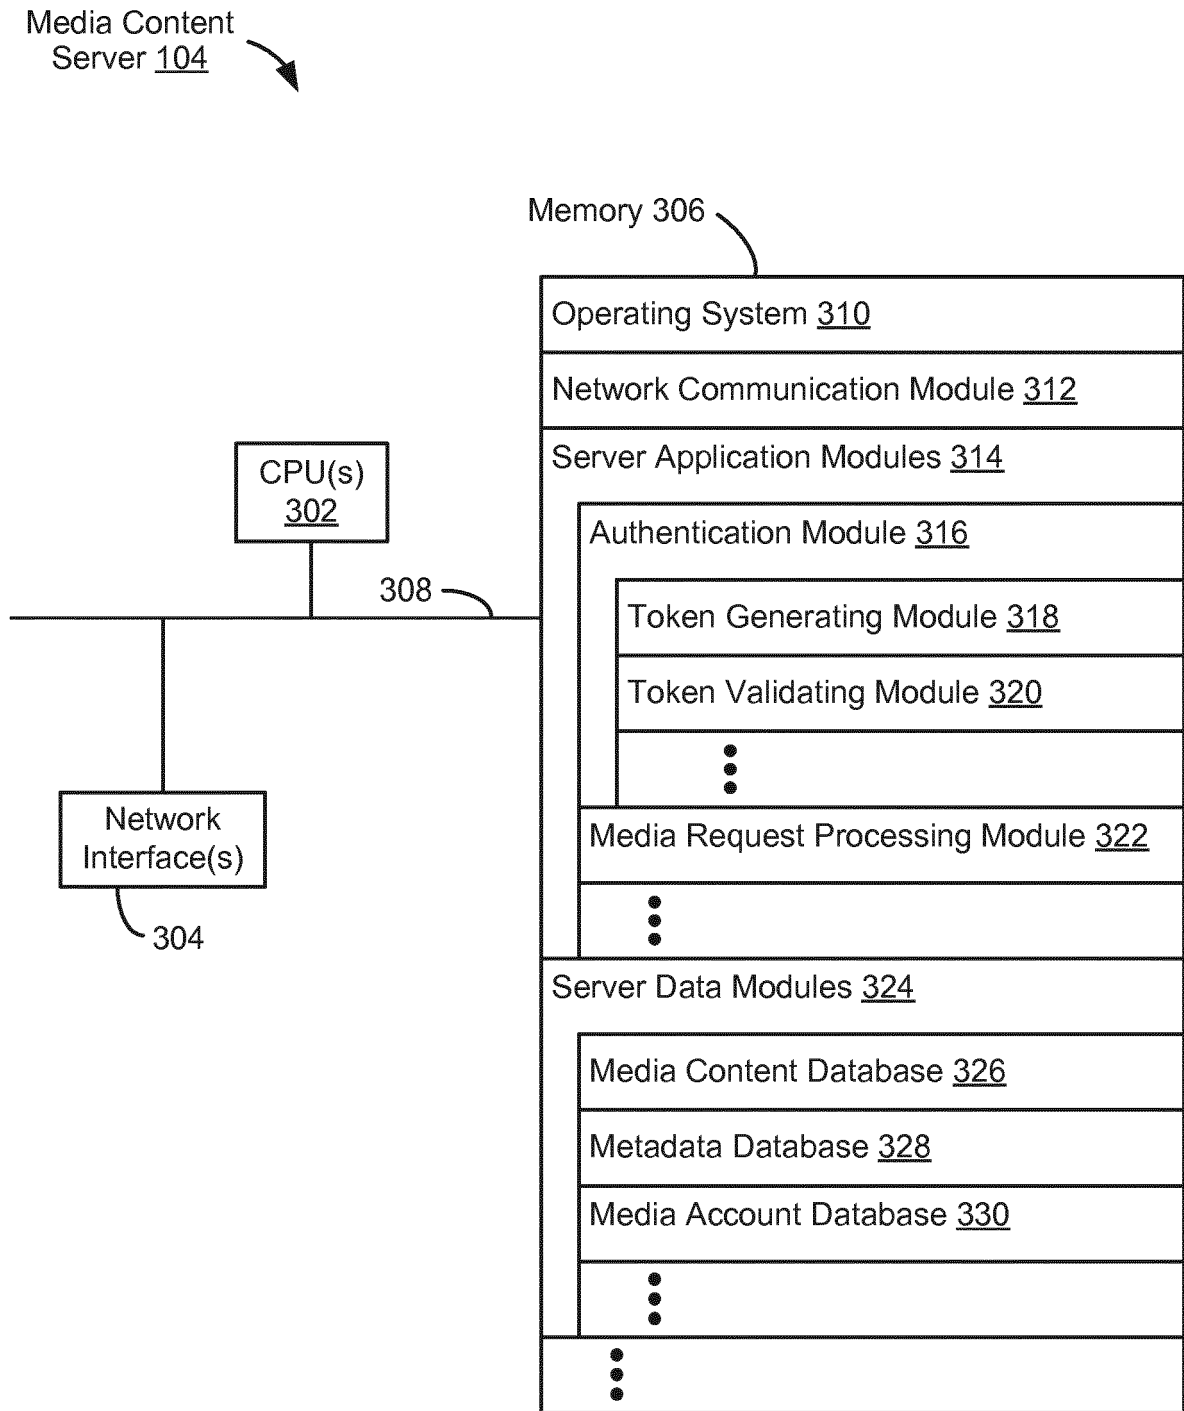 Media Content
Server 104
Memory 306
Operating System 310
Network Communication Module 312
Server Application Modules 314
Authentication Module 316
Token Generating Module 318
Token Validating Module 320
Media Request Processing Module 322
Server Data Modules 324
Media Content Database 326
Metadata Database 328
Media Account Database 330
CPU(s)
302
308
Network
Interface(s)
304